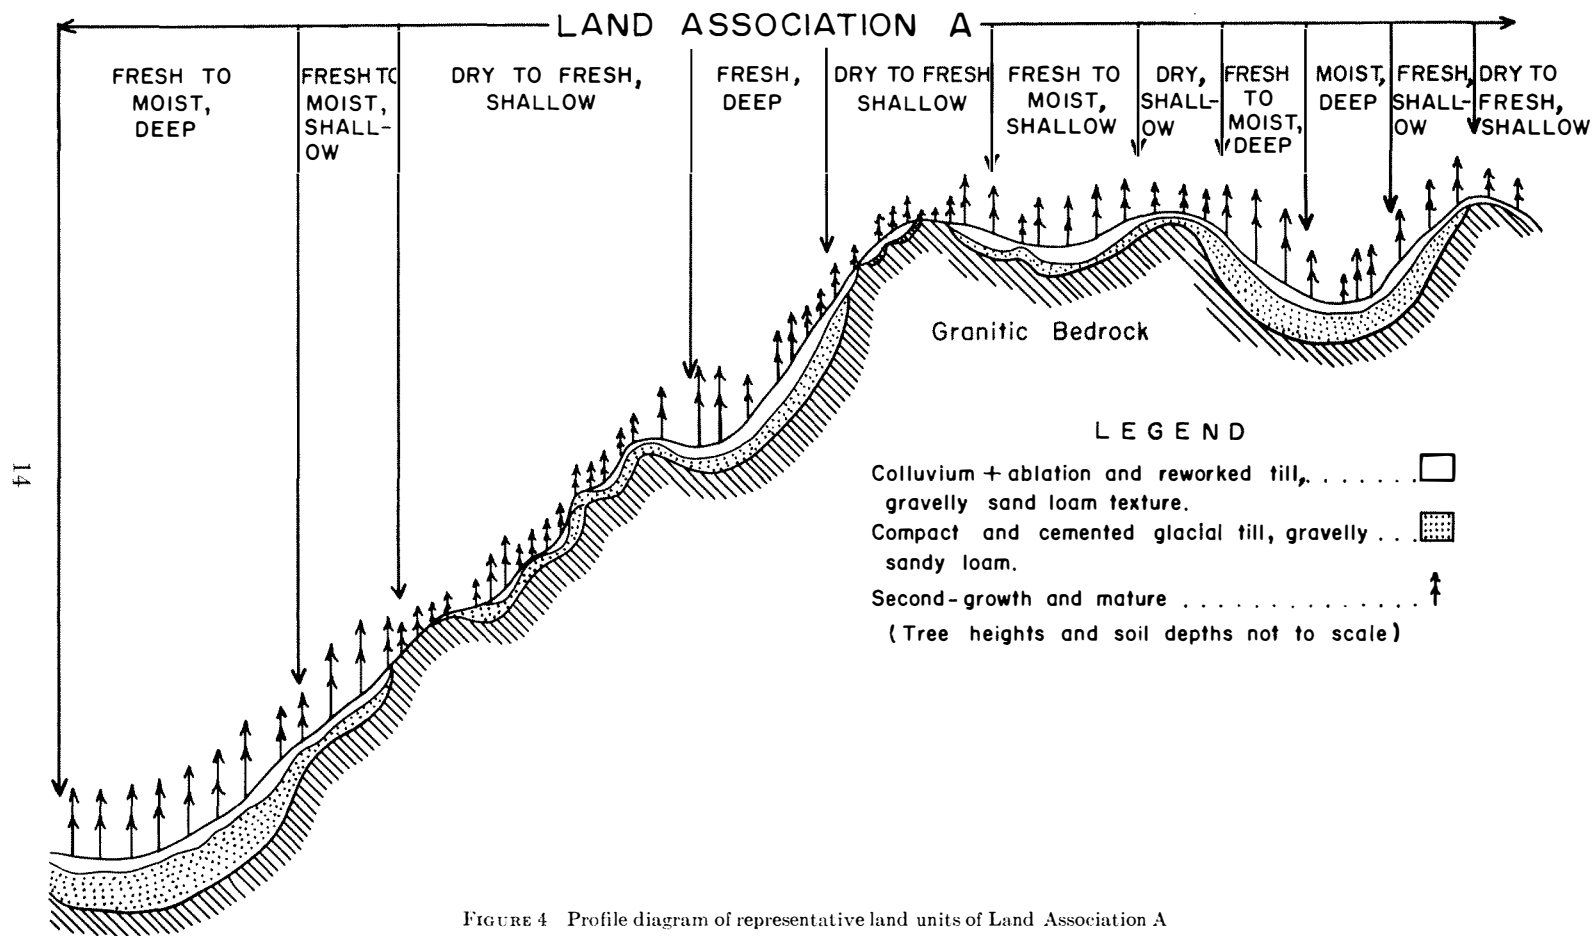 LAND ASSOCIATION A
FRESH TO
MOIST,
DEEP
FRESH TO
MOIST,
SHALL-
OW
DRY TO FRESH,
SHALLOW
FRESH,
DEEP
DRY TO FRESH
SHALLOW
FRESH TO
MOIST,
SHALLOW
DRY,
SHALL-
OW
FRESH
TO
MOIST,
DEEP
MOIST,
DEEP
FRESH,
SHALL-
OW
DRY TO
FRESH,
SHALLOW
Granitic Bedrock
LEGEND
Colluvium + ablation and reworked till, . . . . . . .
gravelly sand loam texture.
Compact and cemented glacial till, gravelly . . .
sandy loam.
Second-growth and mature . . . . . . . . . . . . . .
(Tree heights and soil depths not to scale)
14
FIGURE 4 Profile diagram of representative land units of Land Association A